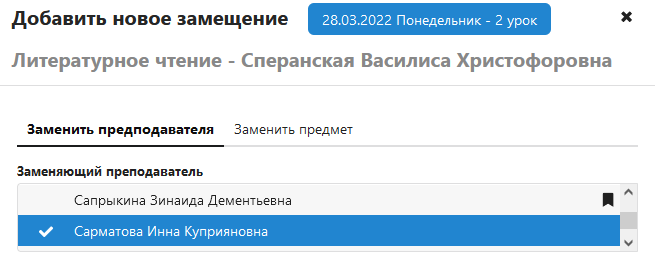 Добавить новое замещение
28.03.2022 Понедельник - 2 урок
Литературное чтение - Сперанская Василиса Христофоровна
Заменить предподавателя
Заменить предмет
Заменяющий преподаватель
Сапрыкина Зинаида Дементьевна
Сарматова Инна Куприяновна